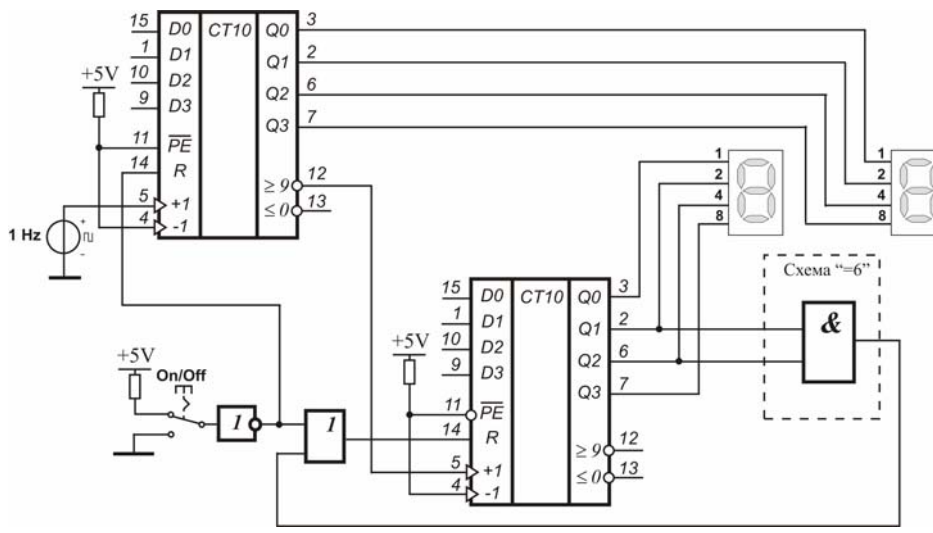 15 D0 CT10 Q0 3
1 D1 Q1 2
10 D2 Q2 6
9 D3 Q3 7
+5V
11 PE
14 R
5 +1 ≥ 9 12
4 -1 ≤ 0 13
1 Hz
+
-
1
2
4
8
1
2
4
8
Схема “=6”
&
15 D0 CT10 Q0 3
1 D1 Q1 2
10 D2 Q2 6
9 D3 Q3 7
+5V
11 PE
14 R
5 +1 ≥ 9 12
4 -1 ≤ 0 13
+5V
On/Off
1
1